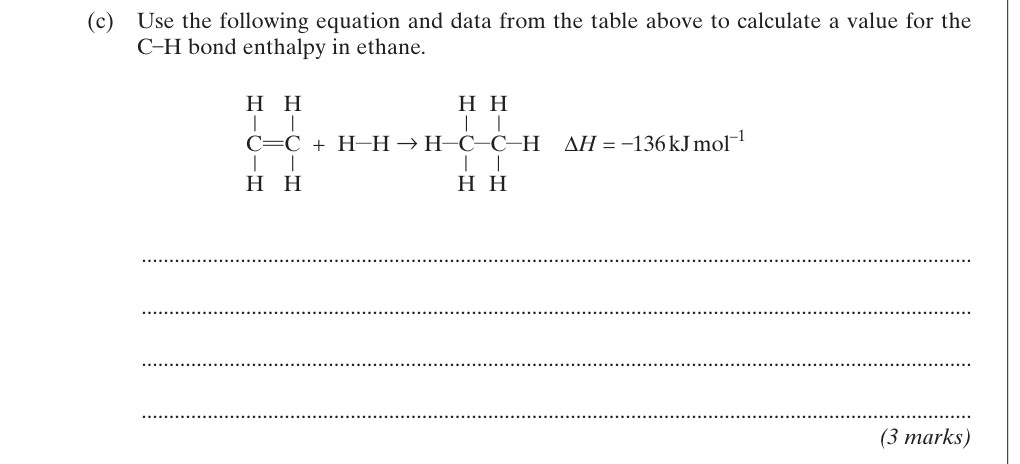 (c) Use the following equation and data from the table above to calculate a value for the
C–H bond enthalpy in ethane.
H H H H
C=C + H–H → H–C–C–H ΔH = –136 kJ mol⁻¹
H H H H
(3 marks)